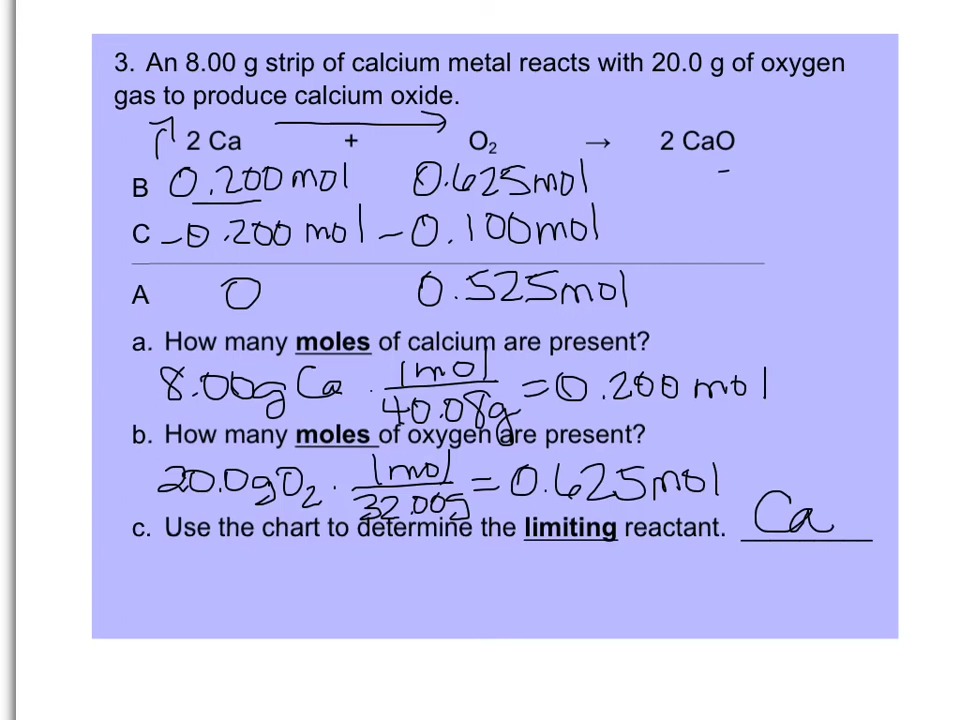 3. An 8.00 g strip of calcium metal reacts with 20.0 g of oxygen
gas to produce calcium oxide.
2 Ca + O₂ → 2 CaO
B 0.200 mol 0.625 mol
C -0.200 mol -0.100 mol
A 0 0.525 mol
a. How many moles of calcium are present?
8.00g Ca · 1 mol / 40.08g = 0.200 mol
b. How many moles of oxygen are present?
20.0g O₂ · 1 mol / 32.00g = 0.625 mol
c. Use the chart to determine the limiting reactant. Ca